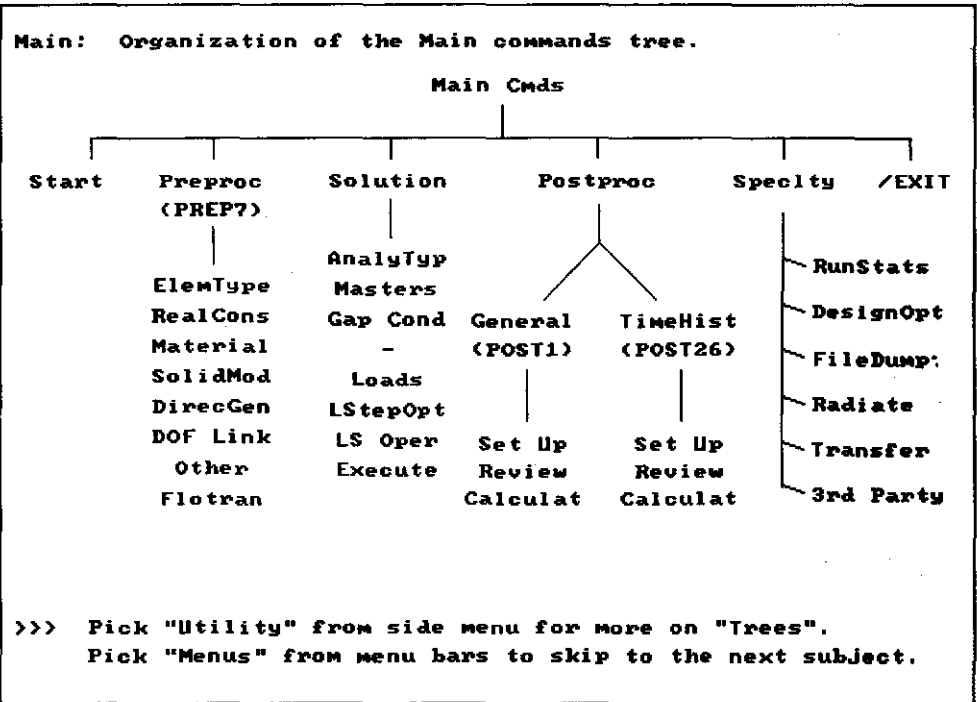 Main:  Organization of the Main commands tree.
Main Cmds
Start  Preproc  Solution  Postproc  Speclty  /EXIT
(PREP7)
AnalyTyp
RunStats
ElemType  Masters
RealCons  Gap Cond  General  TimeHist  DesignOpt
Material  -  (POST1)  (POST26)
FileDump
SolidMod  Loads
DirecGen  LStepOpt  Radiate
DOF Link  LS Oper  Set Up  Set Up
Transfer
Other  Execute  Review  Review
Flotran  Calculat  Calculat  3rd Party
>>>  Pick "Utility" from side menu for more on "Trees".
Pick "Menus" from menu bars to skip to the next subject.